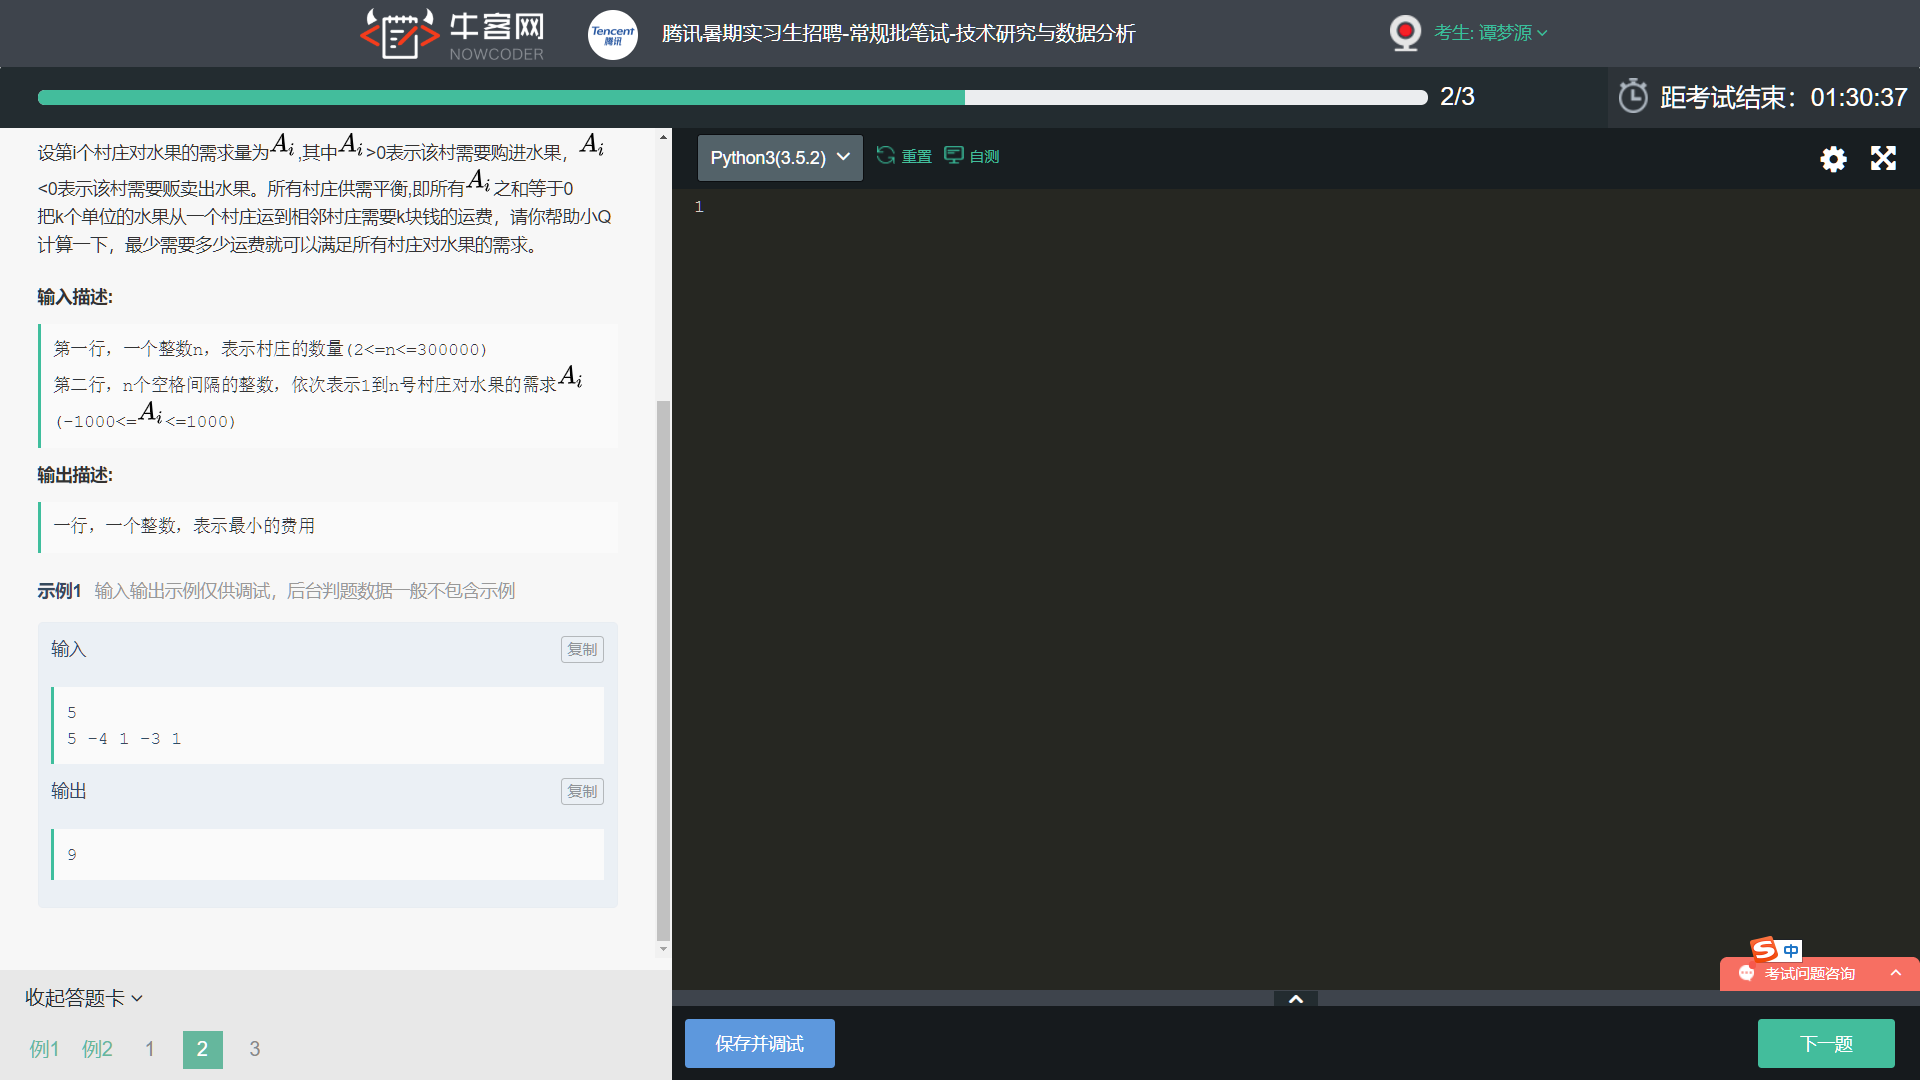 牛客网
NOWCODER
Tencent
腾讯
腾讯暑期实习生招聘-常规批笔试-技术研究与数据分析
考生: 谭梦源
2/3
距考试结束：01:30:37
设第i个村庄对水果的需求量为Ai,其中Ai>0表示该村需要购进水果，Ai
<0表示该村需要贩卖出水果。所有村庄供需平衡,即所有Ai之和等于0
把k个单位的水果从一个村庄运到相邻村庄需要k块钱的运费，请你帮助小Q
计算一下，最少需要多少运费就可以满足所有村庄对水果的需求。
输入描述:
第一行，一个整数n，表示村庄的数量(2<=n<=300000)
第二行，n个空格间隔的整数，依次表示1到n号村庄对水果的需求Ai
(-1000<=Ai<=1000)
输出描述:
一行，一个整数，表示最小的费用
示例1 输入输出示例仅供调试，后台判题数据一般不包含示例
输入
复制
5
5 -4 1 -3 1
输出
复制
9
收起答题卡
例1 例2 1 2 3
Python3(3.5.2)
重置
自测
1
S 中
考试问题咨询
保存并调试
下一题